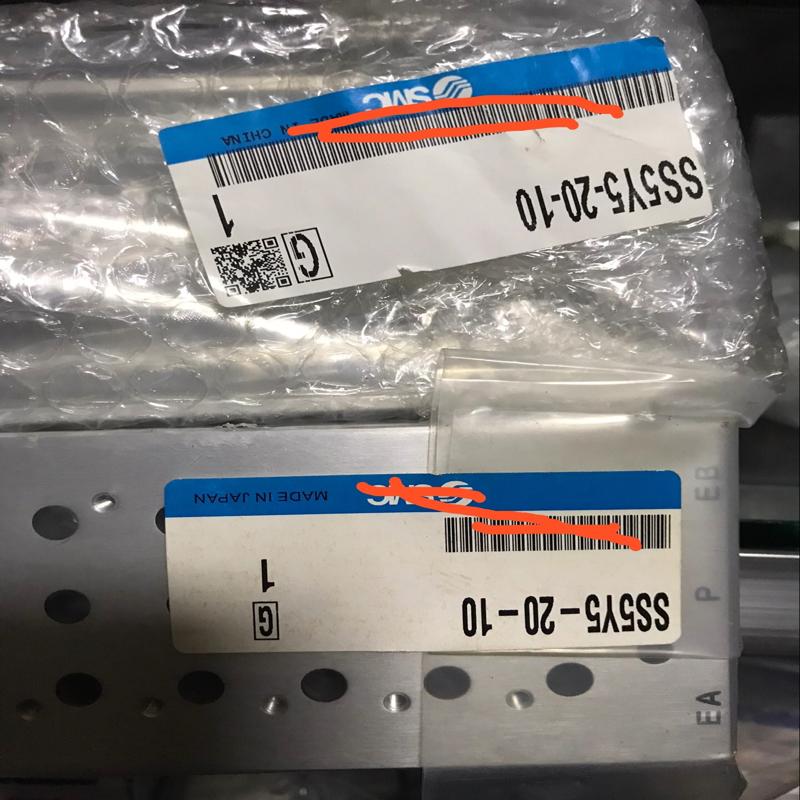 SMC
MADE IN CHINA
SS5Y5-20-10
1
G
SMC
MADE IN JAPAN
SS5Y5-20-10
1
G
EB
P
EA